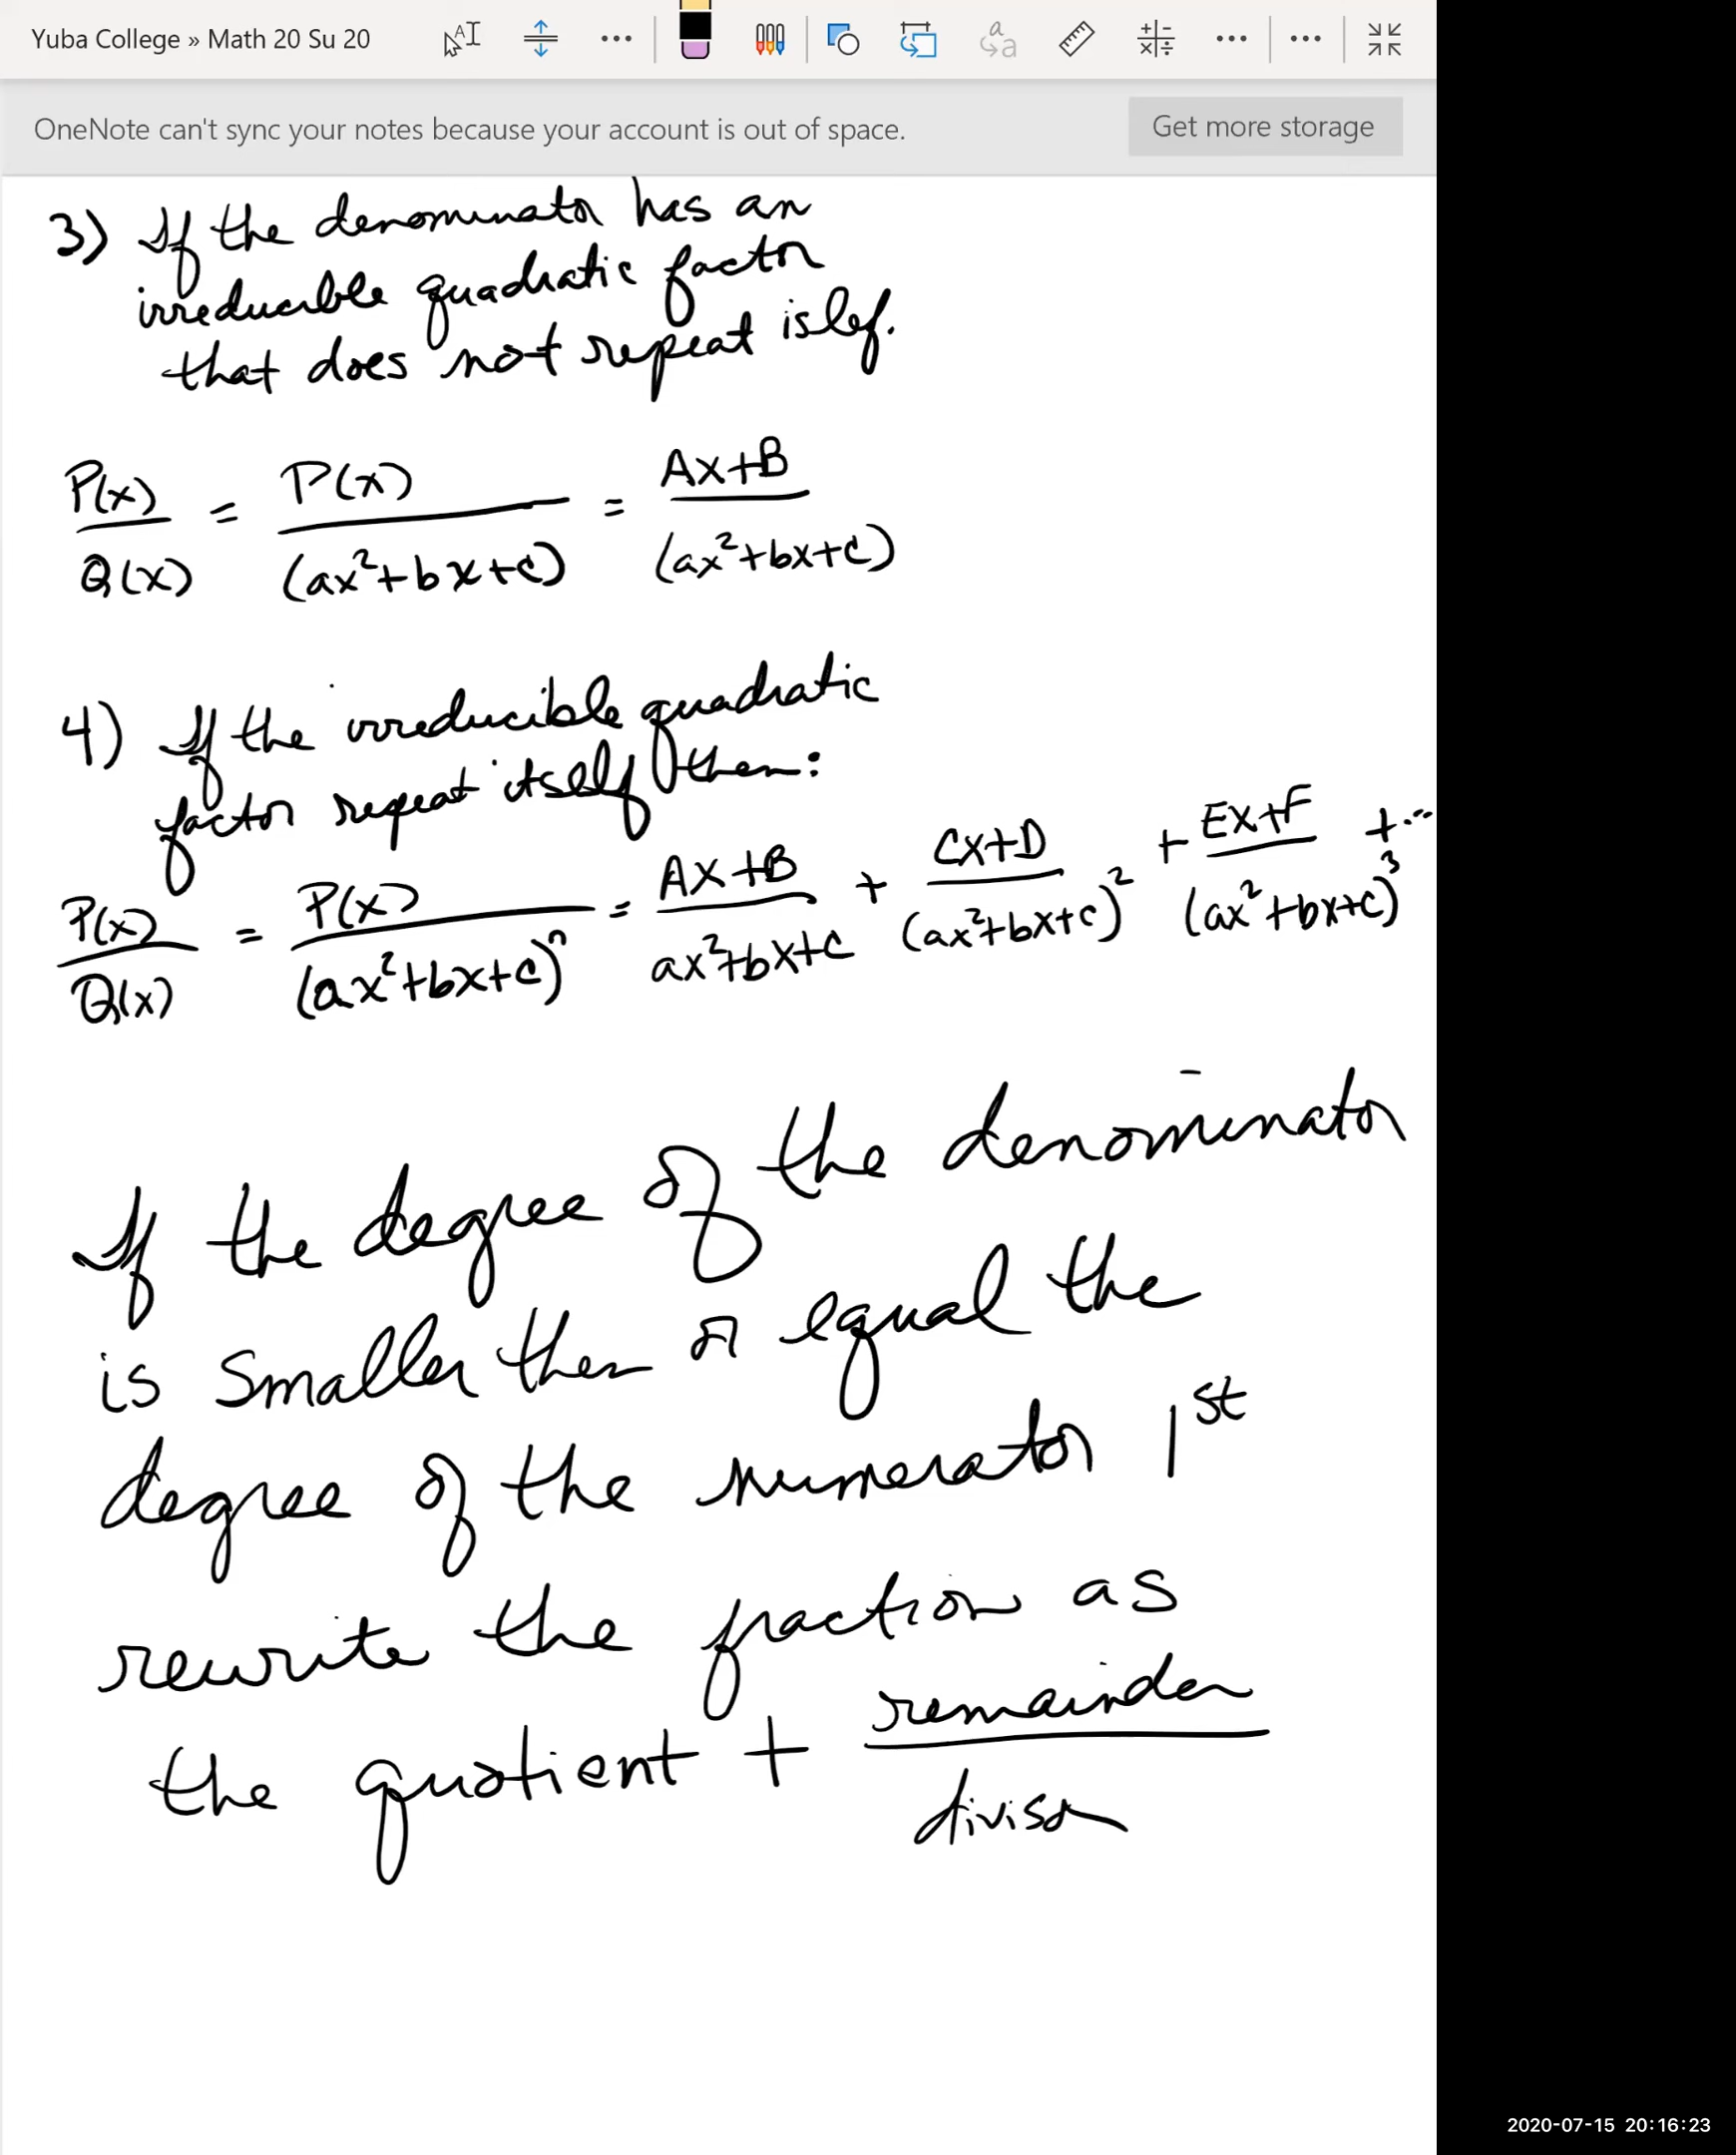 Yuba College » Math 20 Su 20
OneNote can't sync your notes because your account is out of space.
Get more storage
3) If the denominator has an
irreducible quadratic factor
that does not repeat itself.
P(x)/Q(x) = P(x)/(ax²+bx+c) = Ax+B/(ax²+bx+c)
4) If the irreducible quadratic
factor repeat itself then:
P(x)/Q(x) = P(x)/(ax²+bx+c)ⁿ = Ax+B/ax²+bx+c + Cx+D/(ax²+bx+c)² + Ex+F/(ax²+bx+c)³ + ...
If the degree of the denominator
is smaller then or equal the
degree of the numerator 1st
rewrite the fraction as
the quotient + remainder/divisor
2020-07-15 20:16:23